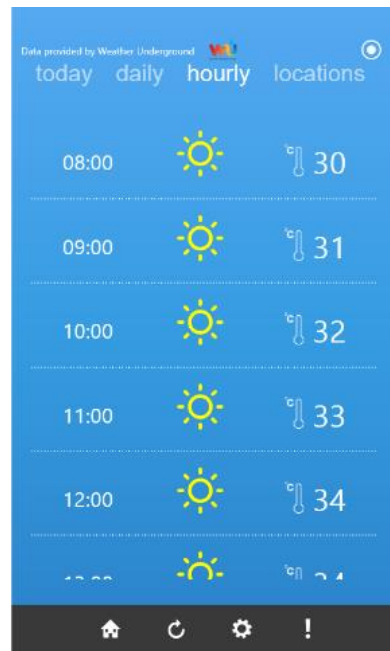 Data provided by Weather Underground
today daily hourly locations
08:00 °C 30
09:00 °C 31
10:00 °C 32
11:00 °C 33
12:00 °C 34